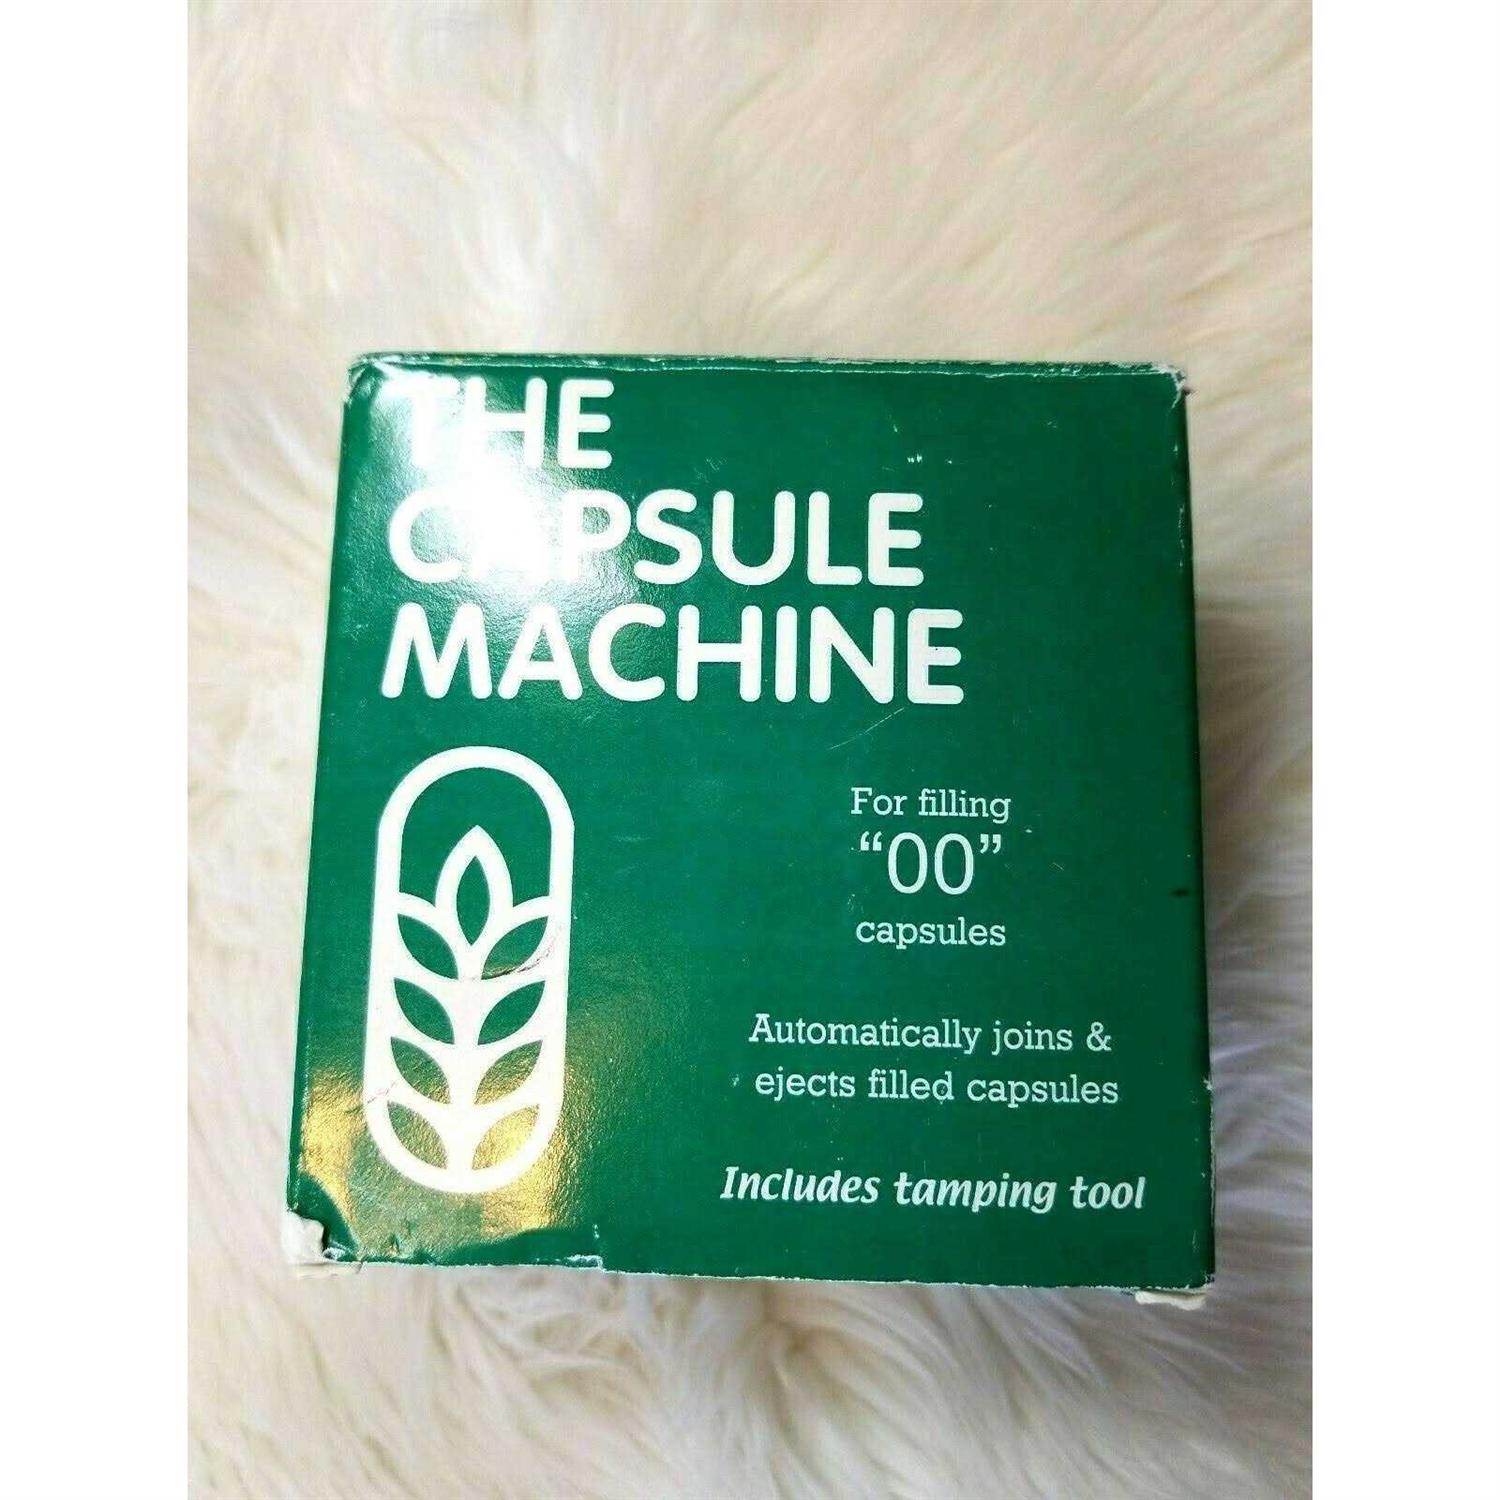 THE
CAPSULE
MACHINE
For filling
“00”
capsules
Automatically joins &
ejects filled capsules
Includes tamping tool